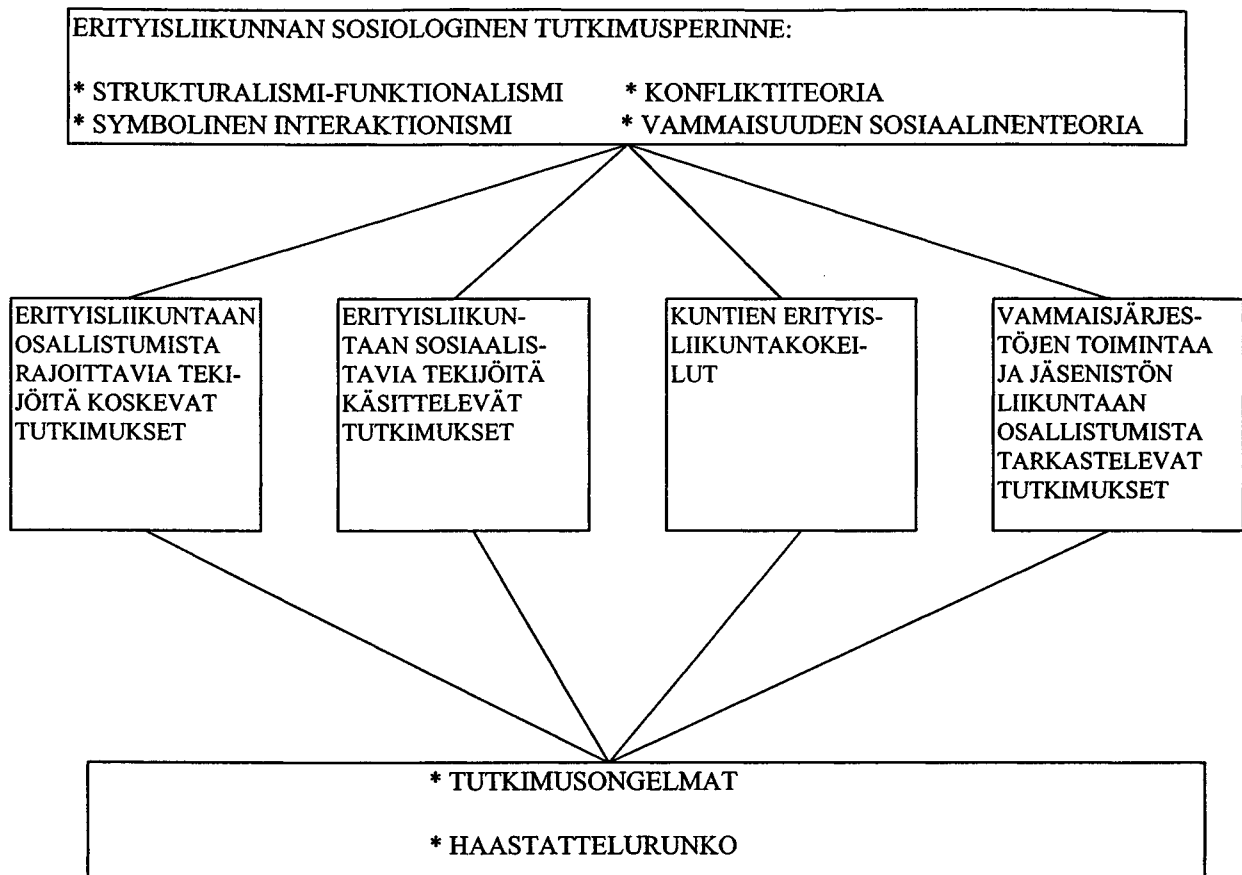 ERITYISLIIKUNNAN SOSIOLOGINEN TUTKIMUSPERINNE:
* STRUKTURALISMI-FUNKTIONALISMI * KONFLIKTITEORIA
* SYMBOLINEN INTERAKTIONISMI * VAMMAISUUDEN SOSIAALINENTEORIA
ERITYISLIIKUNTAAN
OSALLISTUMISTA
RAJOITTAVIA TEKI-
JÖITÄ KOSKEVAT
TUTKIMUKSET
ERITYISLIIKUN-
TAAN SOSIAALIS-
TAVIA TEKIJÖITÄ
KÄSITTELEVÄT
TUTKIMUKSET
KUNTIEN ERITYIS-
LIIKUNTAKOKEI-
LUT
VAMMAISJÄRJES-
TÖJEN TOIMINTAA
JA JÄSENISTÖN
LIIKUNTAAN
OSALLISTUMISTA
TARKASTELEVAT
TUTKIMUKSET
* TUTKIMUSONGELMAT
* HAASTATTELURUNKO